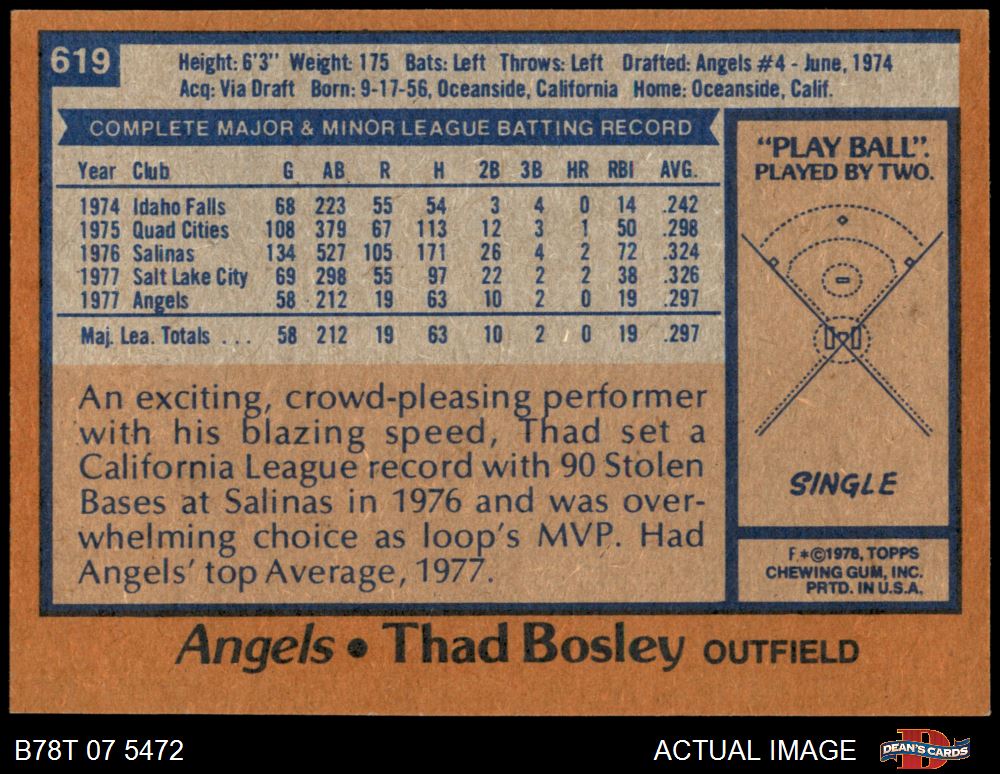 619
Height: 6'3" Weight: 175 Bats: Left Throws: Left Drafted: Angels #4 - June, 1974
Acq: Via Draft Born: 9-17-56, Oceanside, California Home: Oceanside, Calif.
COMPLETE MAJOR & MINOR LEAGUE BATTING RECORD
Year Club G AB R H 2B 3B HR RBI AVG.
1974 Idaho Falls 68 223 55 54 3 4 0 14 .242
1975 Quad Cities 108 379 67 113 12 3 1 50 .298
1976 Salinas 134 527 105 171 26 4 2 72 .324
1977 Salt Lake City 69 298 55 97 22 2 2 38 .326
1977 Angels 58 212 19 63 10 2 0 19 .297
Maj. Lea. Totals . . . 58 212 19 63 10 2 0 19 .297
An exciting, crowd-pleasing performer
with his blazing speed, Thad set a
California League record with 90 Stolen
Bases at Salinas in 1976 and was over-
whelming choice as loop's MVP. Had
Angels' top Average, 1977.
"PLAY BALL".
PLAYED BY TWO.
SINGLE
F*©1978, TOPPS
CHEWING GUM, INC.
PRTD. IN U.S.A.
Angels • Thad Bosley OUTFIELD
B78T 07 5472
ACTUAL IMAGE
DEAN'S CARDS